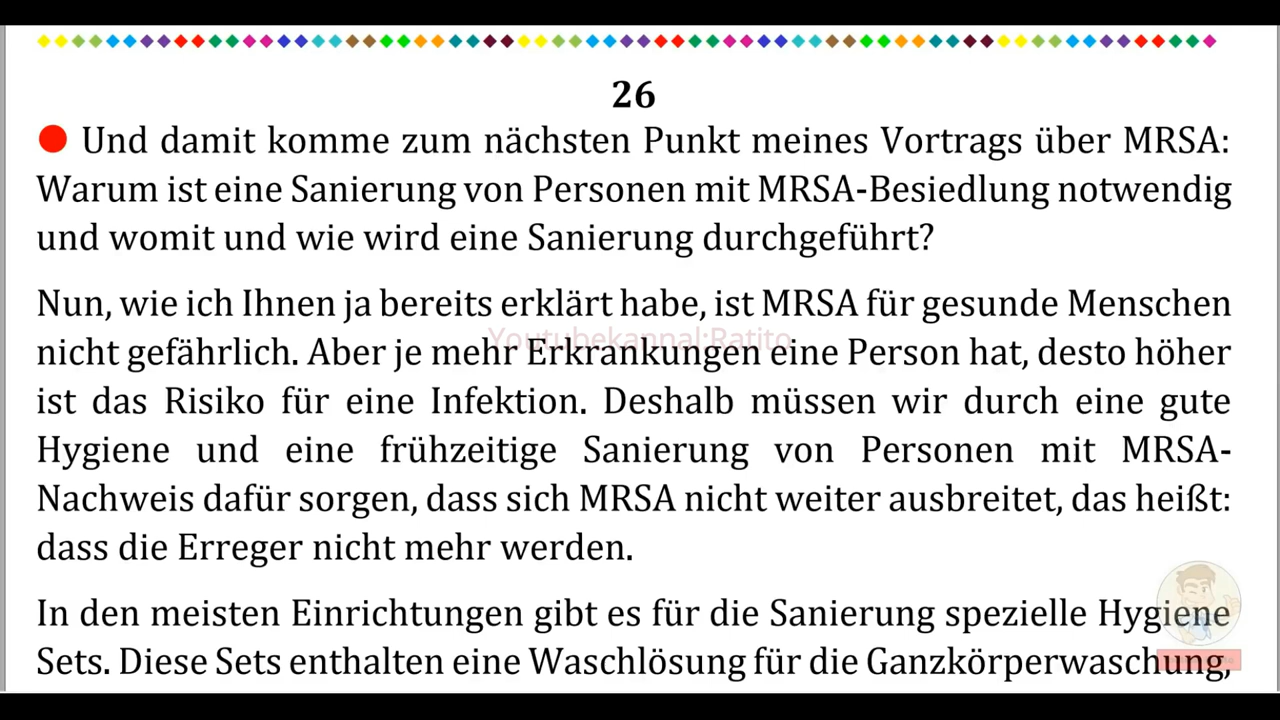 26
Und damit komme zum nächsten Punkt meines Vortrags über MRSA:
Warum ist eine Sanierung von Personen mit MRSA-Besiedlung notwendig
und womit und wie wird eine Sanierung durchgeführt?
Nun, wie ich Ihnen ja bereits erklärt habe, ist MRSA für gesunde Menschen
Youtubekannal:Ratito
nicht gefährlich. Aber je mehr Erkrankungen eine Person hat, desto höher
ist das Risiko für eine Infektion. Deshalb müssen wir durch eine gute
Hygiene und eine frühzeitige Sanierung von Personen mit MRSA-
Nachweis dafür sorgen, dass sich MRSA nicht weiter ausbreitet, das heißt:
dass die Erreger nicht mehr werden.
In den meisten Einrichtungen gibt es für die Sanierung spezielle Hygiene
Sets. Diese Sets enthalten eine Waschlösung für die Ganzkörperwaschung,